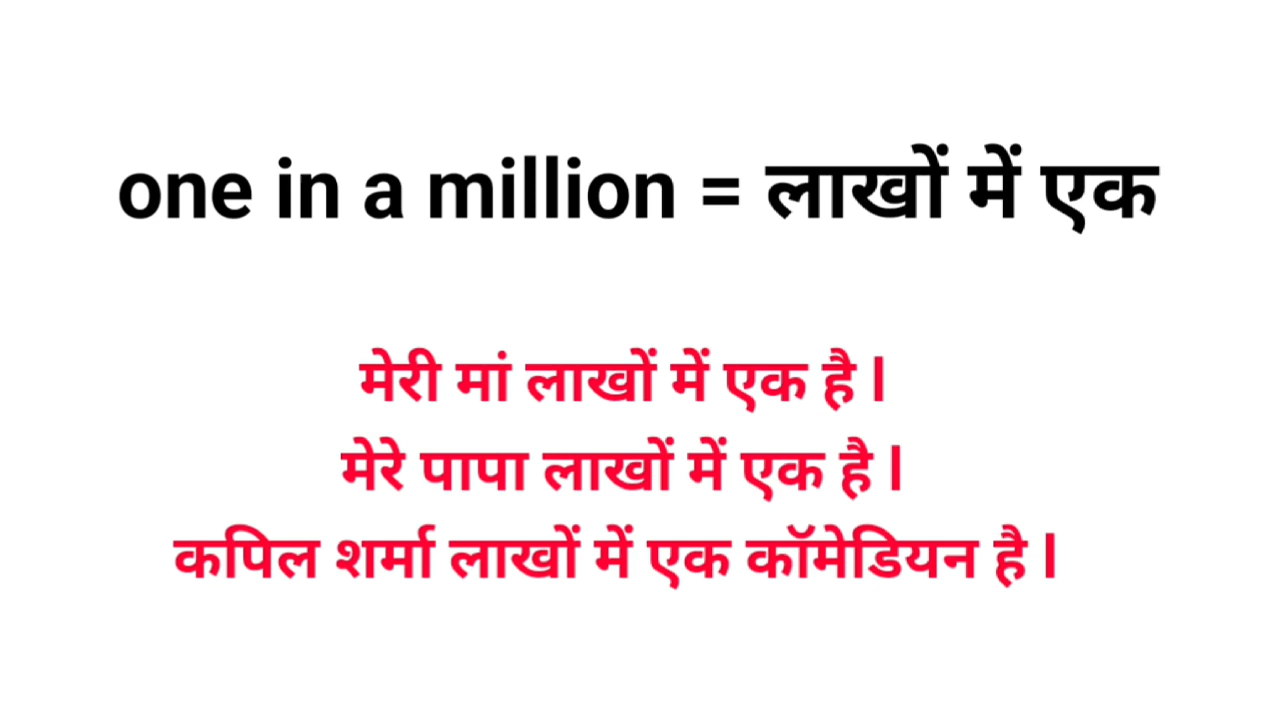 one in a million = लाखों में एक
मेरी मां लाखों में एक है l
मेरे पापा लाखों में एक है l
कपिल शर्मा लाखों में एक कॉमेडियन है l